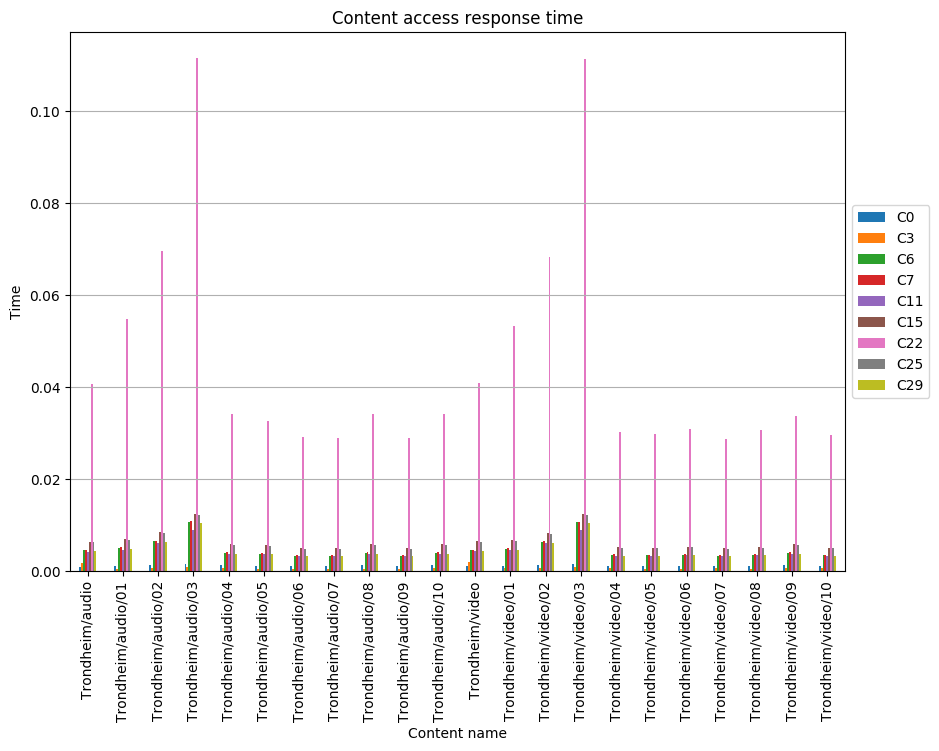 Content access response time
Time
0.10
0.08
0.06
0.04
0.02
0.00
C0
C3
C6
C7
C11
C15
C22
C25
C29
Trondheim/audio
Trondheim/audio/01
Trondheim/audio/02
Trondheim/audio/03
Trondheim/audio/04
Trondheim/audio/05
Trondheim/audio/06
Trondheim/audio/07
Trondheim/audio/08
Trondheim/audio/09
Trondheim/audio/10
Trondheim/video
Trondheim/video/01
Trondheim/video/02
Trondheim/video/03
Trondheim/video/04
Trondheim/video/05
Trondheim/video/06
Trondheim/video/07
Trondheim/video/08
Trondheim/video/09
Trondheim/video/10
Content name